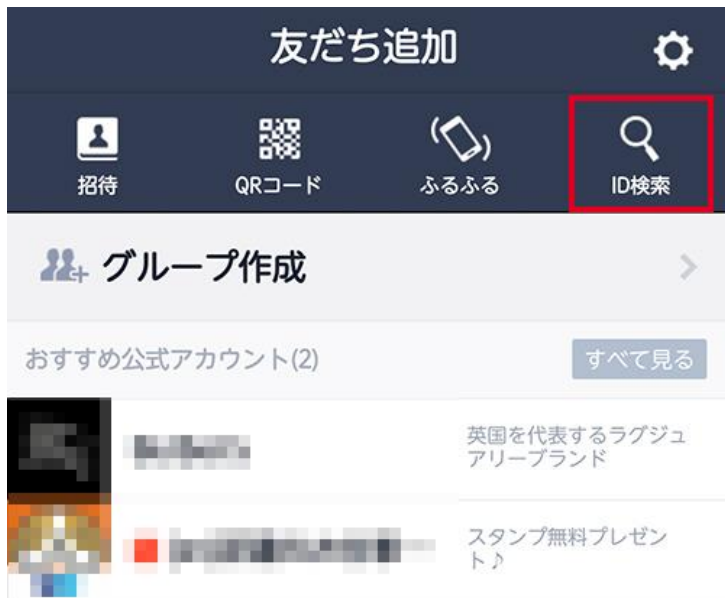 友だち追加
招待
QRコード
ふるふる
ID検索
グループ作成
おすすめ公式アカウント(2)
すべて見る
英国を代表するラグジュ
アリーブランド
スタンプ無料プレゼン
ト♪